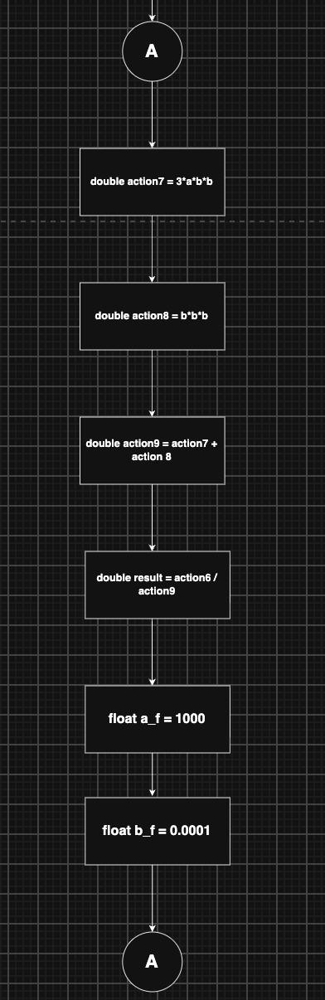 A
double action7 = 3*a*b*b
double action8 = b*b*b
double action9 = action7 +
action 8
double result = action6 /
action9
float a_f = 1000
float b_f = 0.0001
A